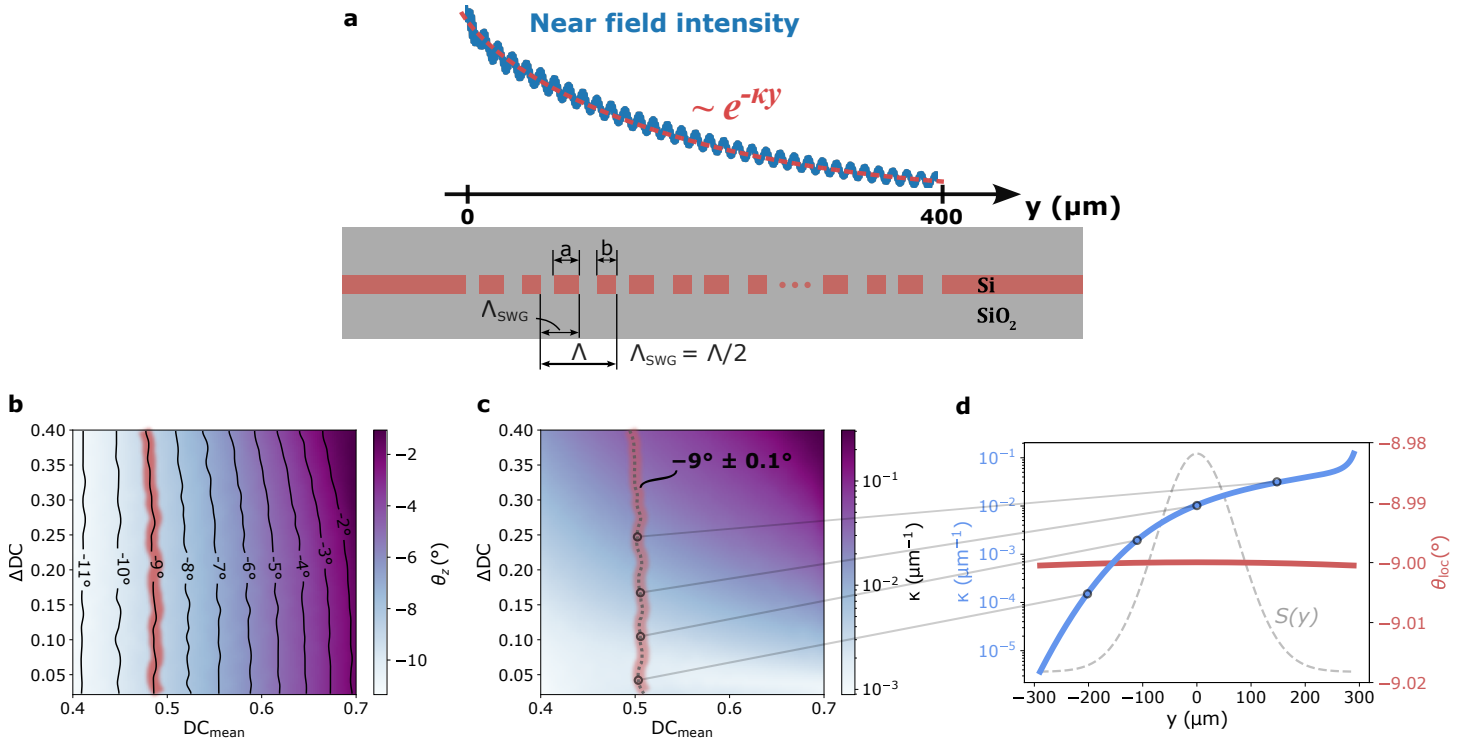 a
Near field intensity
~ e^-κy
y (μm)
0
400
a
b
Si
SiO₂
Λ_SWG
Λ
Λ_SWG = Λ/2
b
0.40
0.35
0.30
0.25
0.20
0.15
0.10
0.05
ΔDC
0.4
0.5
0.6
0.7
DC_mean
-11°
-10°
-9°
-8°
-7°
-6°
-5°
-4°
-3°
-2°
−2
−4
−6
−8
−10
θ_z(°)
c
0.40
0.35
0.30
0.25
0.20
0.15
0.10
0.05
ΔDC
0.4
0.5
0.6
0.7
DC_mean
−9° ± 0.1°
10⁻¹
10⁻²
10⁻³
κ (μm⁻¹)
d
10⁻¹
10⁻²
10⁻³
10⁻⁴
10⁻⁵
κ (μm⁻¹)
S(y)
−8.98
−8.99
−9.00
−9.01
−9.02
θ_loc(°)
−300
−200
−100
0
100
200
300
y (μm)